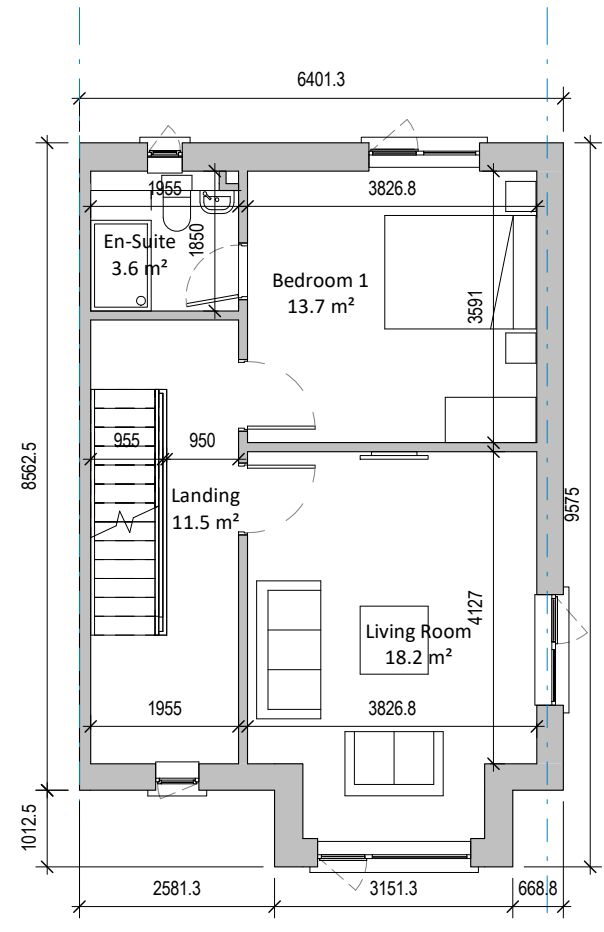 6401.3
1955
3826.8
En-Suite
3.6 m²
1850
Bedroom 1
13.7 m²
3591
8562.5
9575
955
950
Landing
11.5 m²
4127
Living Room
18.2 m²
1955
3826.8
1012.5
2581.3
3151.3
668.8